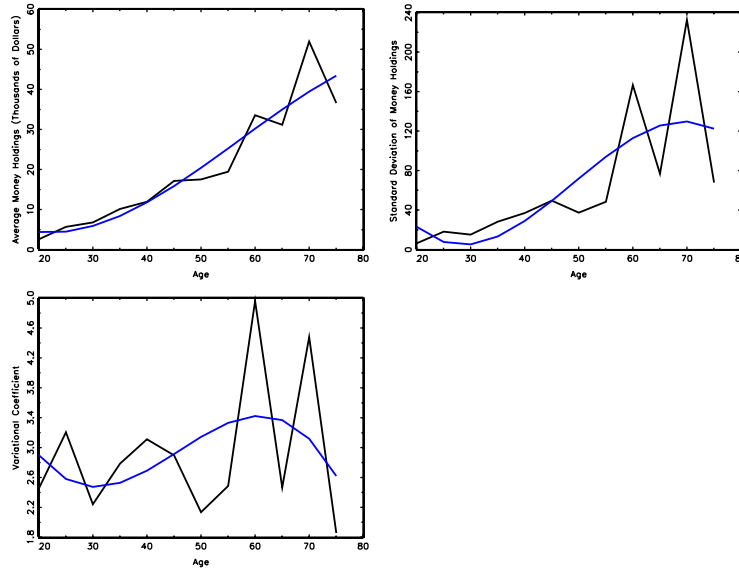 Average Money Holdings (Thousands of Dollars)
60
50
40
30
20
10
0
20 30 40 50 60 70 80
Age
Standard Deviation of Money Holdings
240
200
160
120
80
40
0
20 30 40 50 60 70 80
Age
Variational Coefficient
5.0
4.6
4.2
3.8
3.4
3.0
2.6
2.2
1.8
20 30 40 50 60 70 80
Age